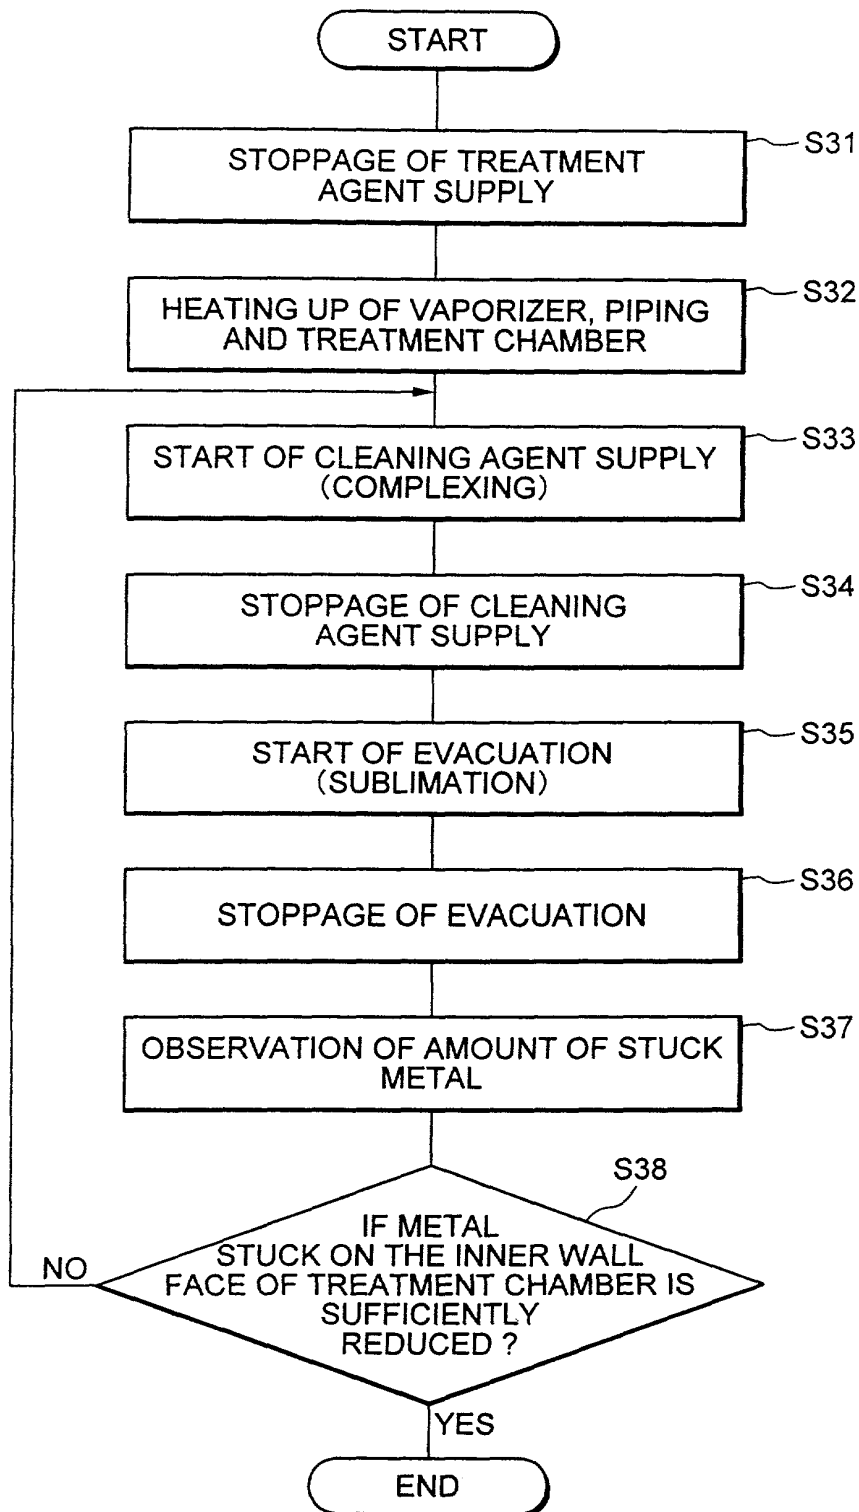 START
S31
STOPPAGE OF TREATMENT
AGENT SUPPLY
S32
HEATING UP OF VAPORIZER, PIPING
AND TREATMENT CHAMBER
S33
START OF CLEANING AGENT SUPPLY
(COMPLEXING)
S34
STOPPAGE OF CLEANING
AGENT SUPPLY
S35
START OF EVACUATION
(SUBLIMATION)
S36
STOPPAGE OF EVACUATION
S37
OBSERVATION OF AMOUNT OF STUCK
METAL
S38
IF METAL
STUCK ON THE INNER WALL
FACE OF TREATMENT CHAMBER IS
SUFFICIENTLY
REDUCED ?
NO
YES
END